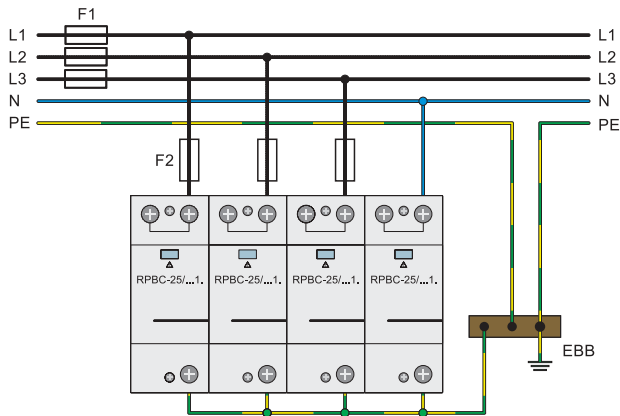 F1
L1 L1
L2 L2
L3 L3
N N
PE PE
F2
RPBC-25/...1. RPBC-25/...1. RPBC-25/...1. RPBC-25/...1.
EBB